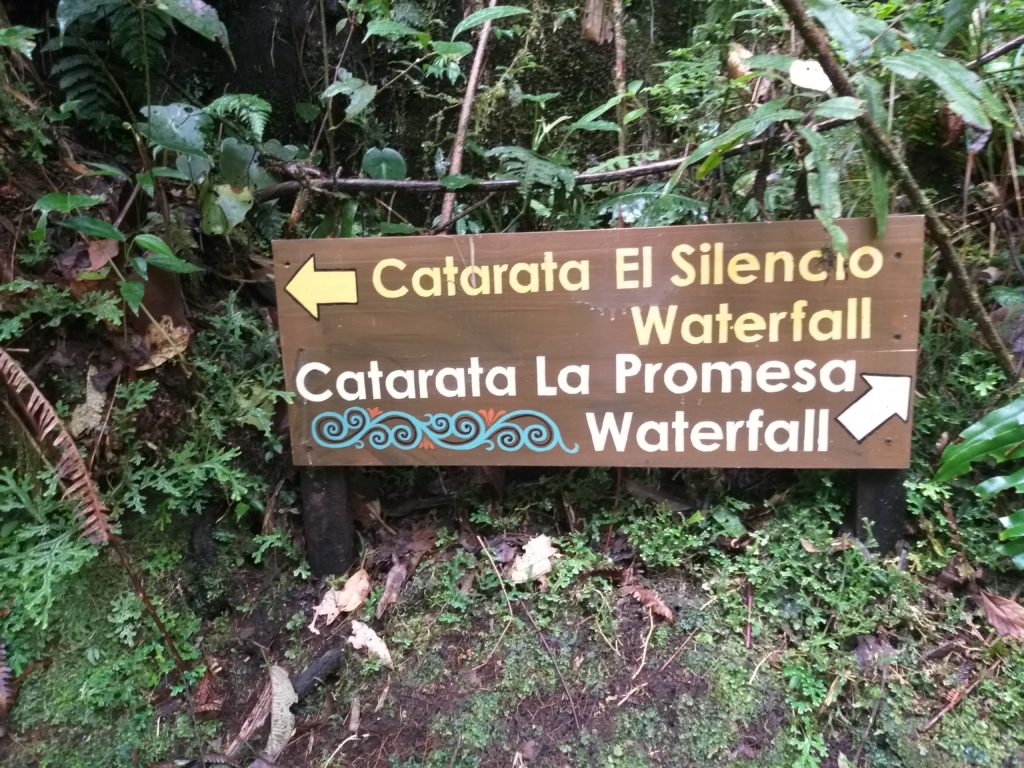 Catarata El Silencio
Waterfall
Catarata La Promesa
Waterfall